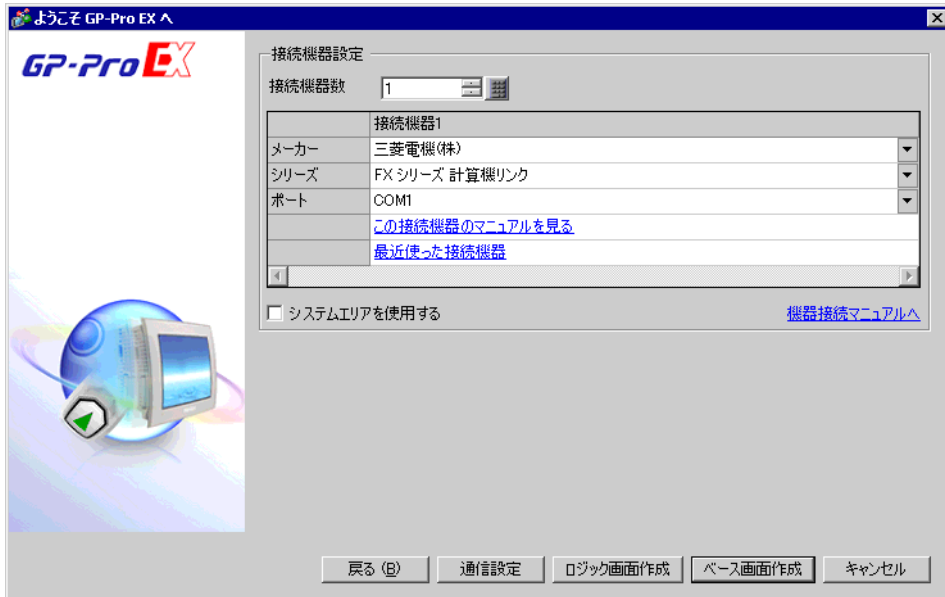 ようこそ GP-Pro EX へ
GP-Pro EX
接続機器設定
接続機器数 1
接続機器1
メーカー 三菱電機(株)
シリーズ FX シリーズ 計算機リンク
ポート COM1
この接続機器のマニュアルを見る
最近使った接続機器
システムエリアを使用する 機器接続マニュアルへ
戻る (B) 通信設定 ロジック画面作成 ベース画面作成 キャンセル